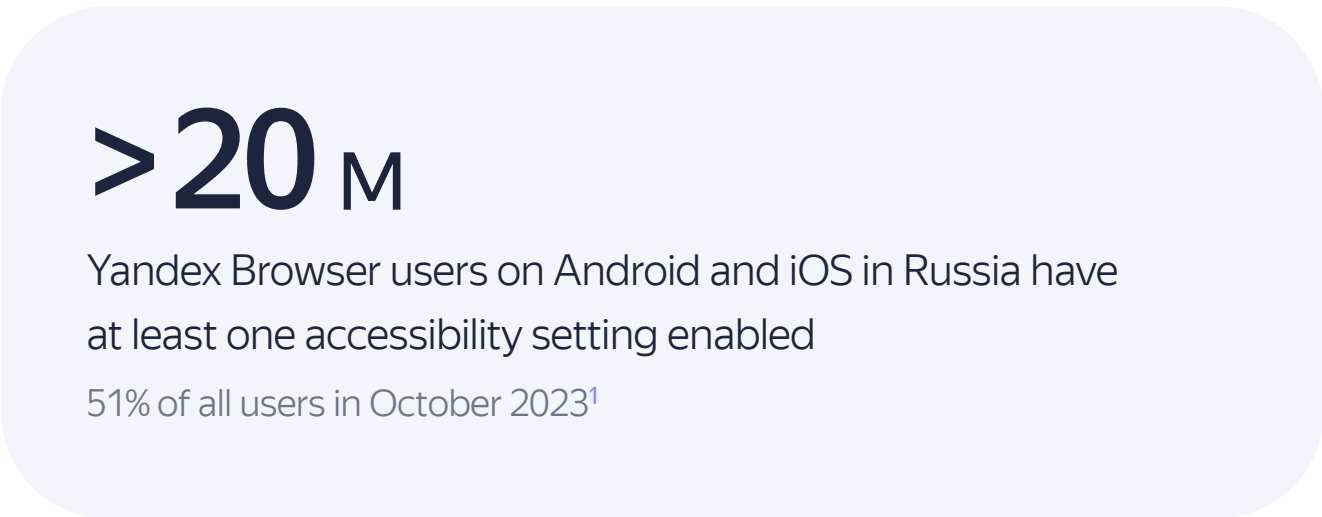 >20 M
Yandex Browser users on Android and iOS in Russia have
at least one accessibility setting enabled
51% of all users in October 2023¹